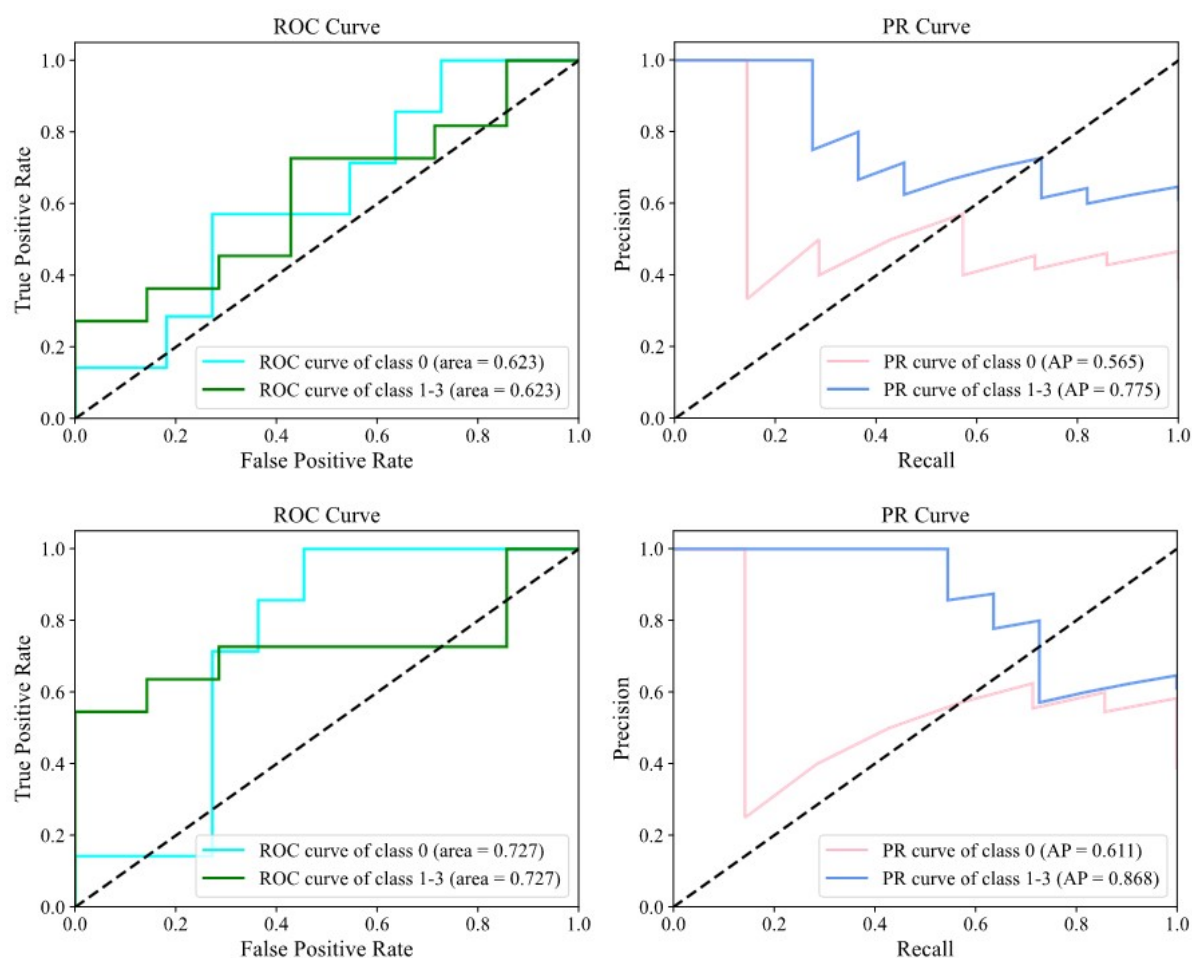 ROC Curve
1.0
0.8
0.6
0.4
0.2
0.0
True Positive Rate
ROC curve of class 0 (area = 0.623)
ROC curve of class 1-3 (area = 0.623)
0.0 0.2 0.4 0.6 0.8 1.0
False Positive Rate
PR Curve
1.0
0.8
0.6
0.4
0.2
0.0
Precision
PR curve of class 0 (AP = 0.565)
PR curve of class 1-3 (AP = 0.775)
0.0 0.2 0.4 0.6 0.8 1.0
Recall
ROC Curve
1.0
0.8
0.6
0.4
0.2
0.0
True Positive Rate
ROC curve of class 0 (area = 0.727)
ROC curve of class 1-3 (area = 0.727)
0.0 0.2 0.4 0.6 0.8 1.0
False Positive Rate
PR Curve
1.0
0.8
0.6
0.4
0.2
0.0
Precision
PR curve of class 0 (AP = 0.611)
PR curve of class 1-3 (AP = 0.868)
0.0 0.2 0.4 0.6 0.8 1.0
Recall